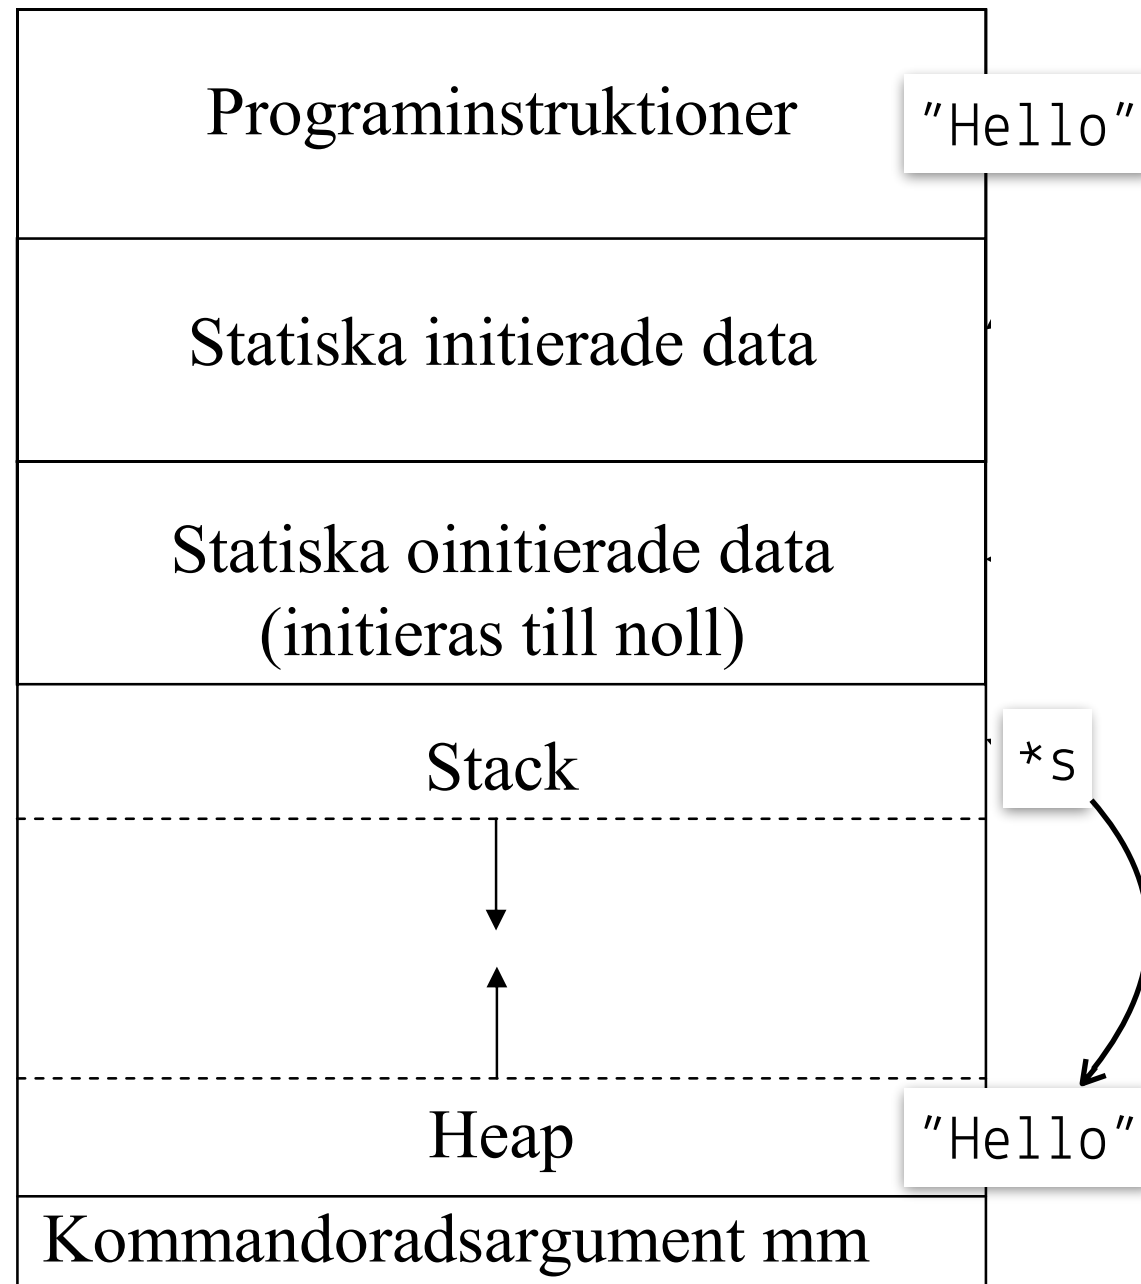 Programinstruktioner
"Hello"
Statiska initierade data
Statiska oinitierade data
(initieras till noll)
Stack
*s
Heap
"Hello"
Kommandoradsargument mm